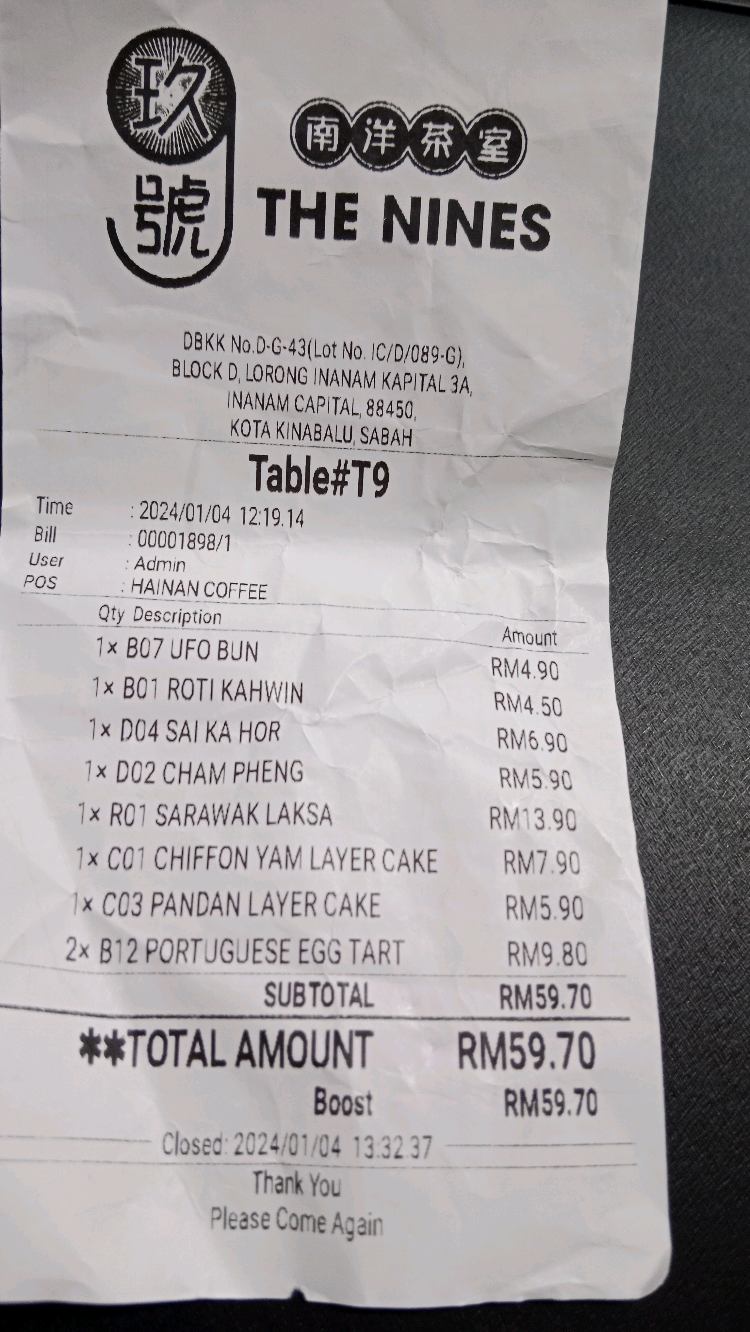 玖
號
南洋茶室
THE NINES
DBKK No.D-G-43(Lot No. IC/D/089-G),
BLOCK D, LORONG INANAM KAPITAL 3A,
INANAM CAPITAL, 88450,
KOTA KINABALU, SABAH
Table#T9
Time : 2024/01/04 12:19.14
Bill : 00001898/1
User : Admin
POS : HAINAN COFFEE
Qty Description Amount
1x B07 UFO BUN RM4.90
1x B01 ROTI KAHWIN RM4.50
1x D04 SAI KA HOR RM6.90
1x D02 CHAM PHENG RM5.90
1x R01 SARAWAK LAKSA RM13.90
1x C01 CHIFFON YAM LAYER CAKE RM7.90
1x C03 PANDAN LAYER CAKE RM5.90
2x B12 PORTUGUESE EGG TART RM9.80
SUBTOTAL RM59.70
**TOTAL AMOUNT RM59.70
Boost RM59.70
Closed: 2024/01/04 13:32.37
Thank You
Please Come Again